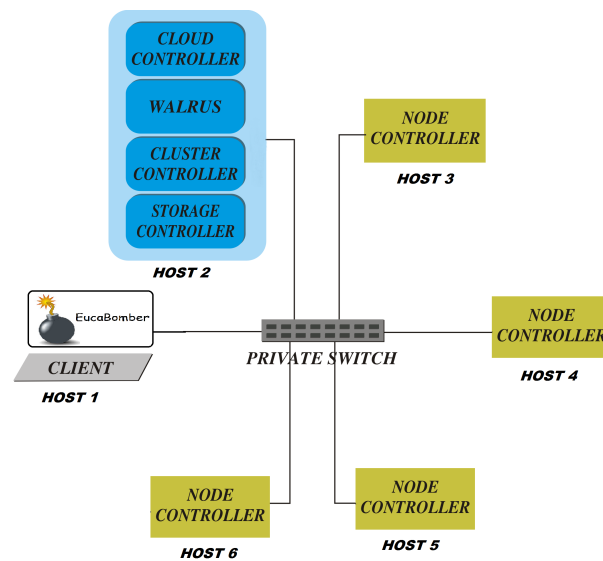 CLOUD
CONTROLLER
WALRUS
CLUSTER
CONTROLLER
STORAGE
CONTROLLER
HOST 2
NODE
CONTROLLER
HOST 3
EucaBomber
CLIENT
HOST 1
PRIVATE SWITCH
NODE
CONTROLLER
HOST 4
NODE
CONTROLLER
HOST 6
NODE
CONTROLLER
HOST 5